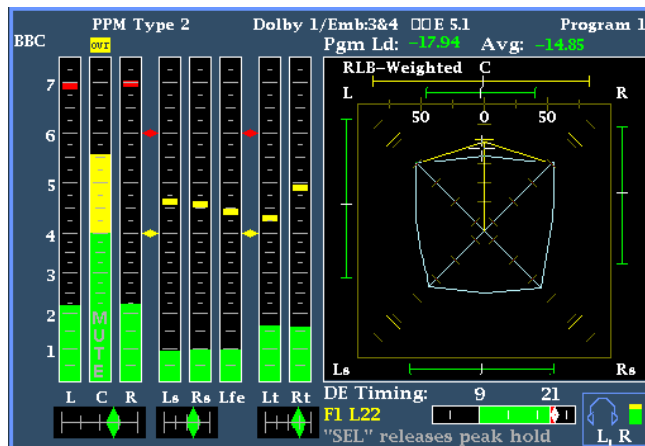 PPM Type 2 Dolby 1/Emb:3&4 E 5.1 Program 1
BBC OUT Pgm Ld: -17.94 Avg: -14.85
RLB-Weighted C
L R
50 0 50
7
6
5
4
3
2
1
MUTE
Ls Rs
L C R Ls Rs Lfe Lt Rt
DE Timing: 9 21
F1 L22
"SEL" releases peak hold
L, R